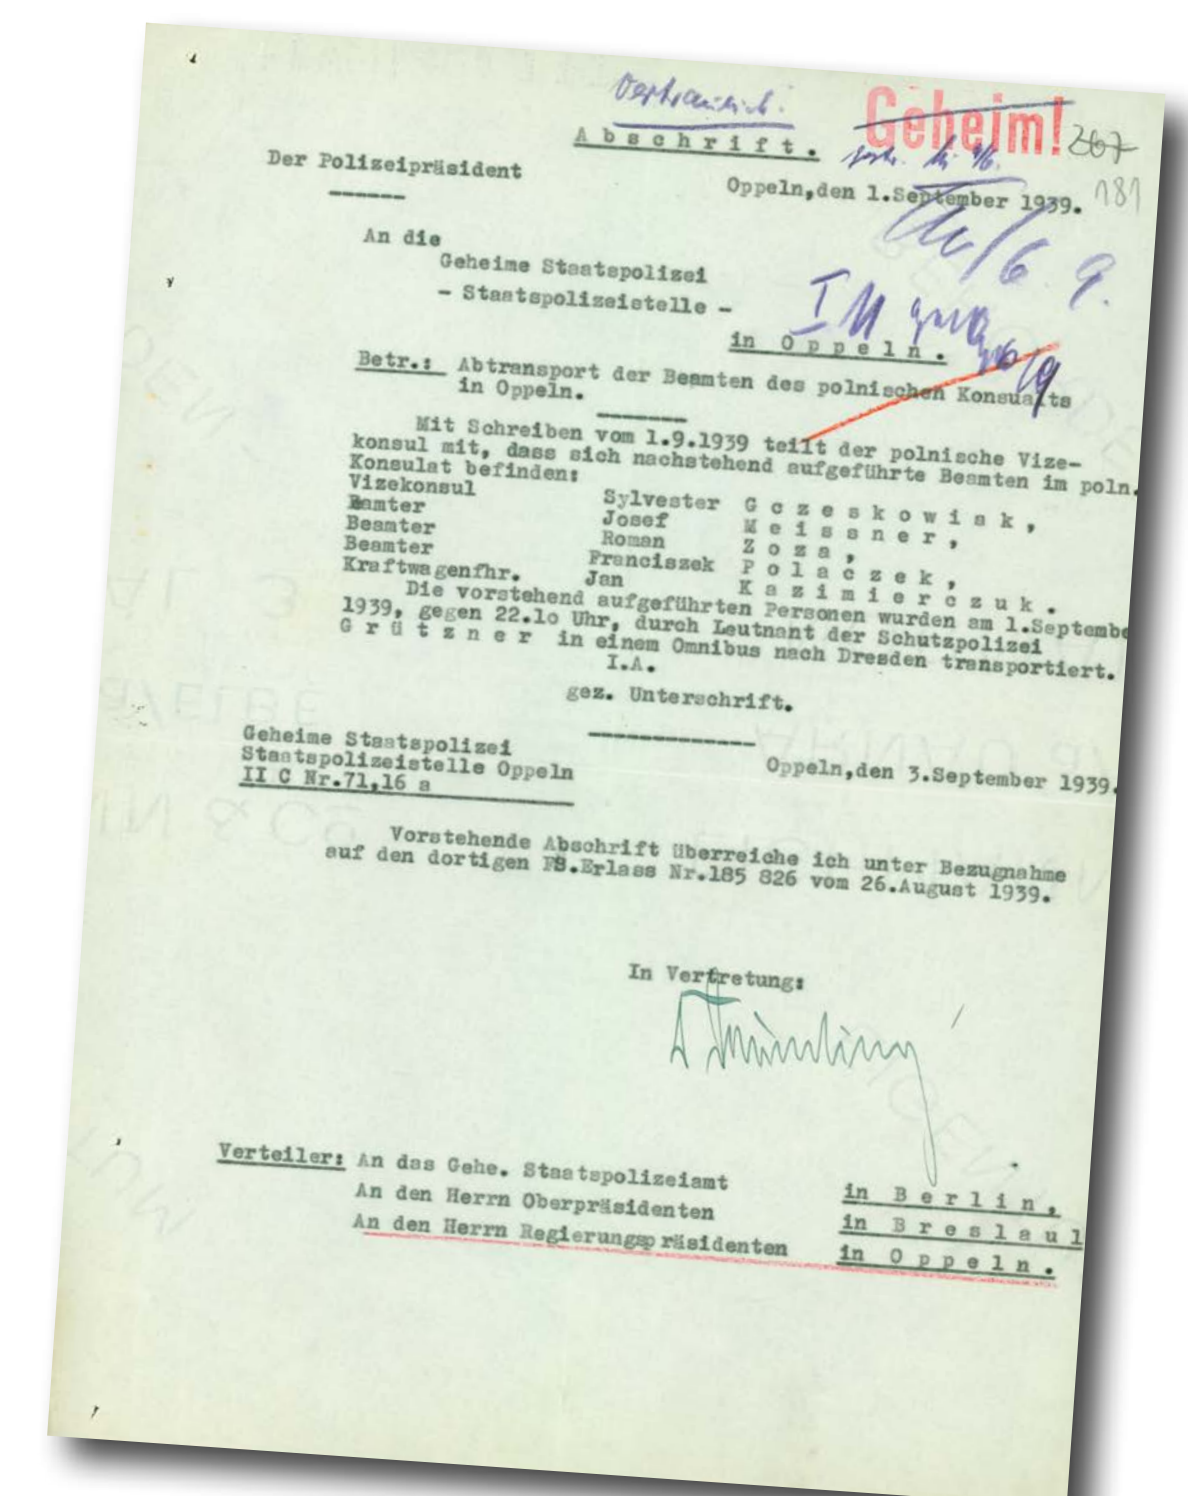 Vertraulich.
Geheim!
A b s c h r i f t .
267
181
Der Polizeipräsident
Oppeln,den 1.September 1939.
An die
Geheime Staatspolizei
- Staatspolizeistelle -
in O p p e l n .
Betr.: Abtransport der Beamten des polnischen Konsualts
in Oppeln.
Mit Schreiben vom 1.9.1939 teilt der polnische Vize-
konsul mit, dass sich nachstehend aufgeführte Beamten im poln.
Konsulat befinden:
Vizekonsul Sylvester G c z e s k o w i a k ,
Bamter Josef M e i s s n e r ,
Beamter Roman Z o z a ,
Beamter Franciszek P o l a c z e k ,
Kraftwagenfhr. Jan K a z i m i e r c z u k .
Die vorstehend aufgeführten Personen wurden am 1.Septembe
1939, gegen 22.10 Uhr, durch Leutnant der Schutzpolizei
G r ü t z n e r in einem Omnibus nach Dresden transportiert.
I.A.
gez. Unterschrift.
Geheime Staatspolizei
Staatspolizeistelle Oppeln
II C Nr.71,16 a
Oppeln,den 3.September 1939.
Vorstehende Abschrift überreiche ich unter Bezugnahme
auf den dortigen FS.Erlass Nr.185 826 vom 26.August 1939.
In Vertretung:
Verteiler: An das Gehe. Staatspolizeiamt in B e r l i n ,
An den Herrn Oberpräsidenten in B r e s l a u 1
An den Herrn Regierungspräsidenten in O p p e l n .